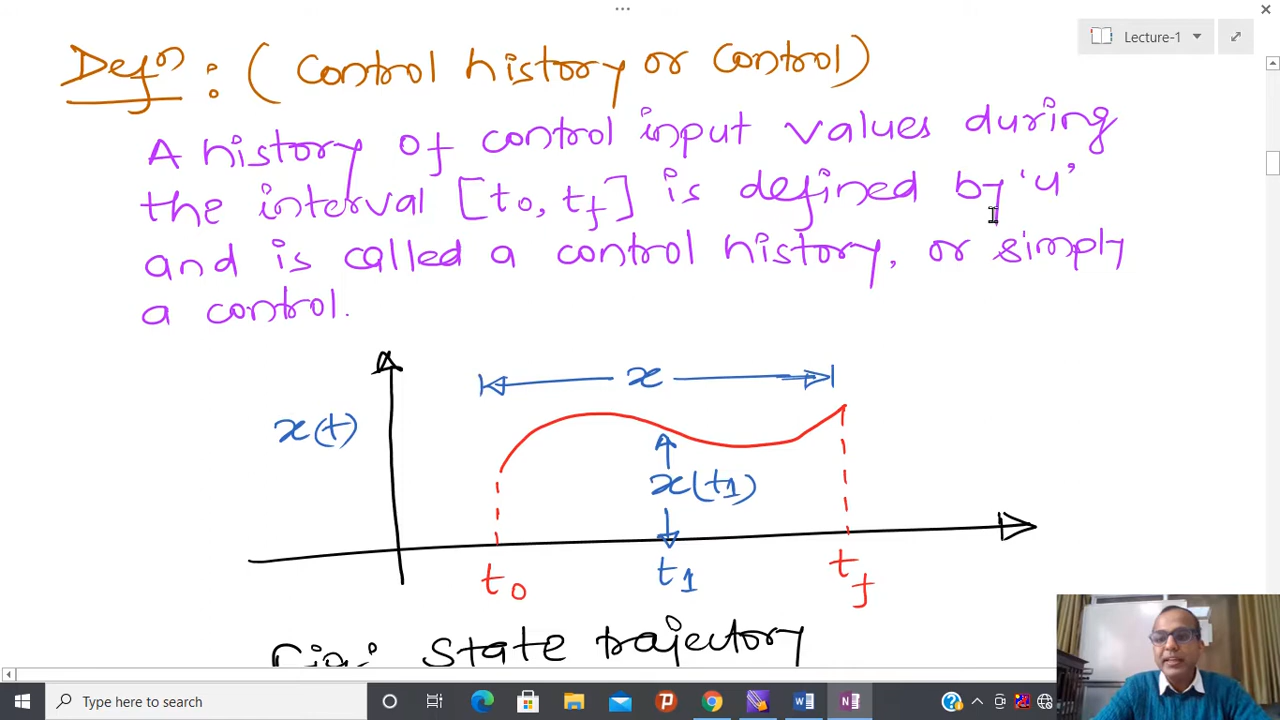 ...
Lecture-1
Defn : ( Control history or Control )
A history of control input values during
the interval [t0, tf] is defined by 'u'
and is called a control history, or simply
a control.
x
x(t)
x(t1)
t0 t1 tf
Fig: State trajectory
Type here to search